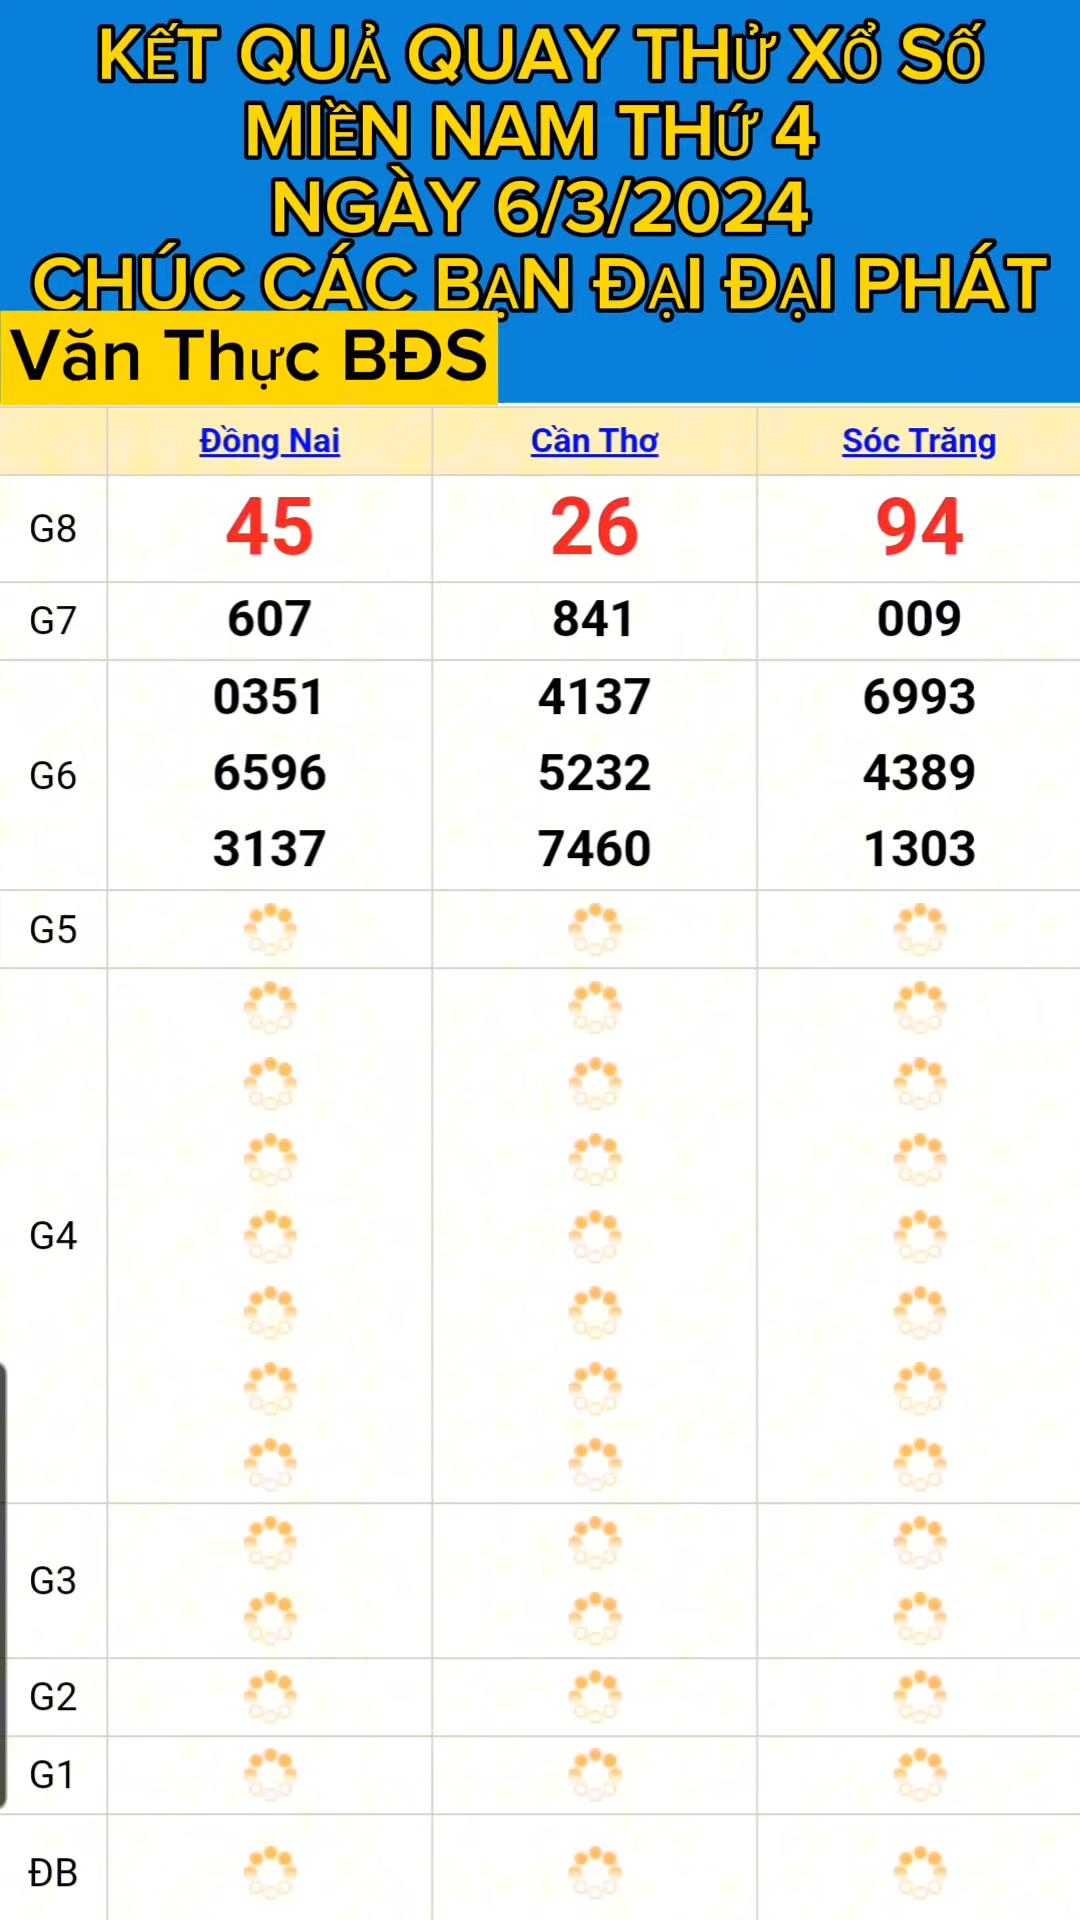 KẾT QUẢ QUAY THỬ XỔ SỐ
MIỀN NAM THỨ 4
NGÀY 6/3/2024
CHÚC CÁC BẠN ĐẠI ĐẠI PHÁT
Văn Thực BĐS
Đồng Nai Cần Thơ Sóc Trăng
G8 45 26 94
G7 607 841 009
0351 4137 6993
G6 6596 5232 4389
3137 7460 1303
G5
G4
G3
G2
G1
ĐB